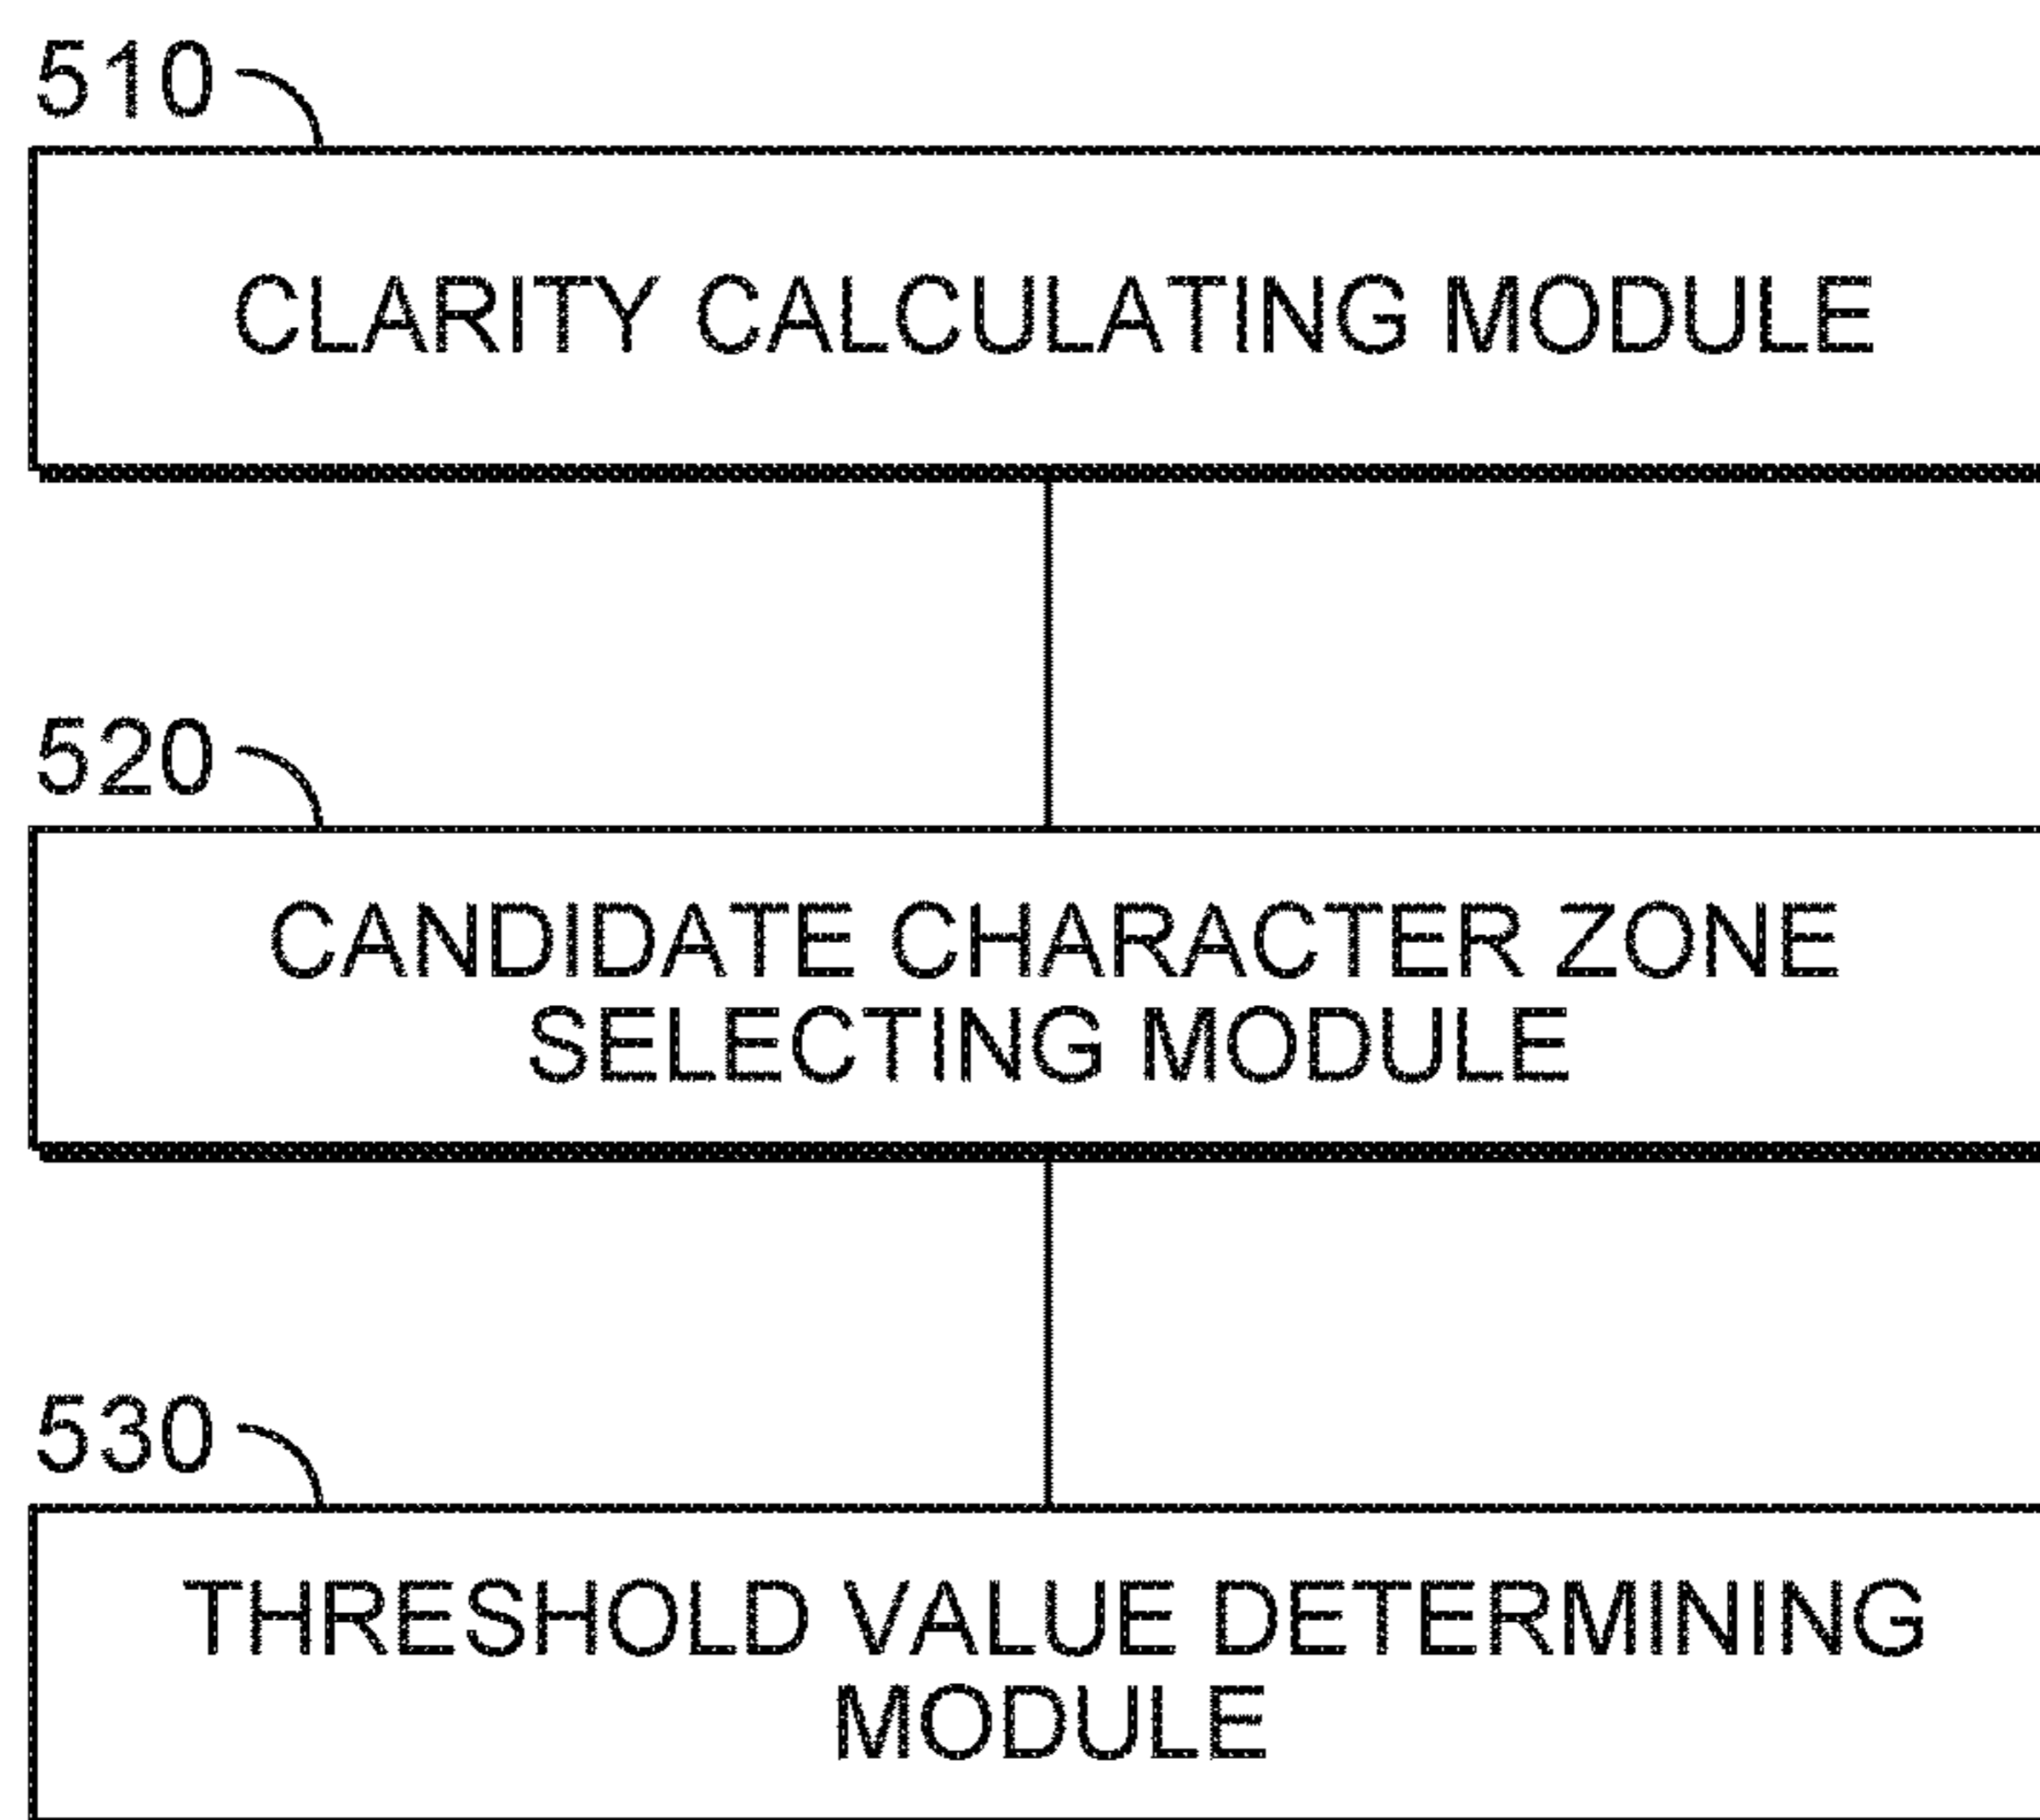 510
CLARITY CALCULATING MODULE
520
CANDIDATE CHARACTER ZONE
SELECTING MODULE
530
THRESHOLD VALUE DETERMINING
MODULE